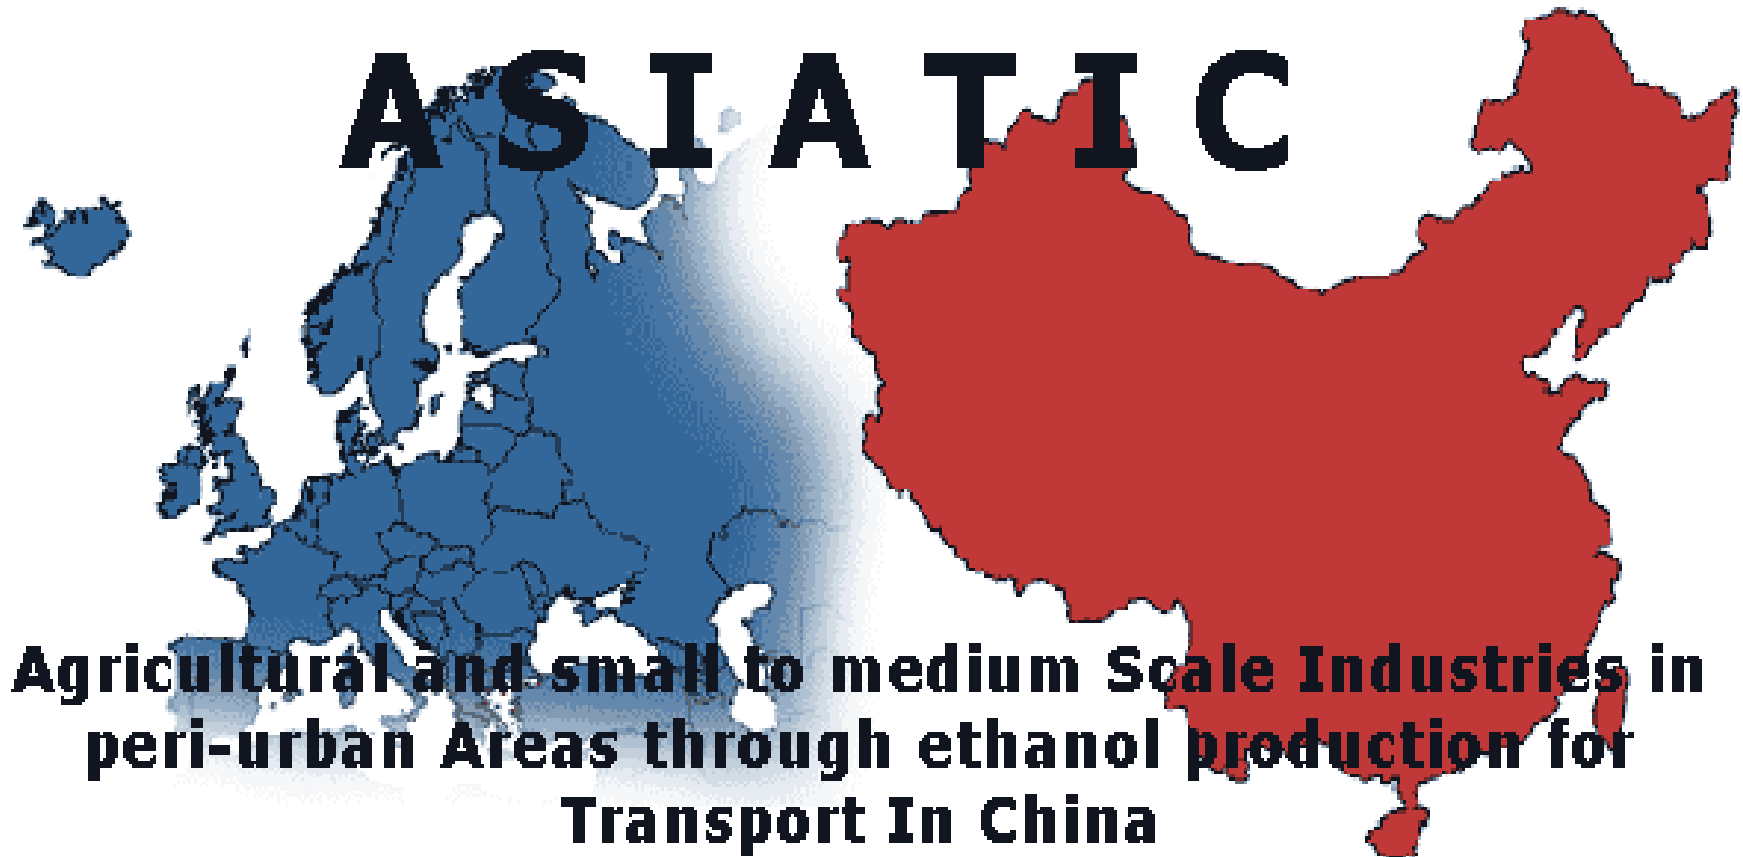 ASIATIC
Agricultural and small to medium Scale Industries in
peri-urban Areas through ethanol production for
Transport In China